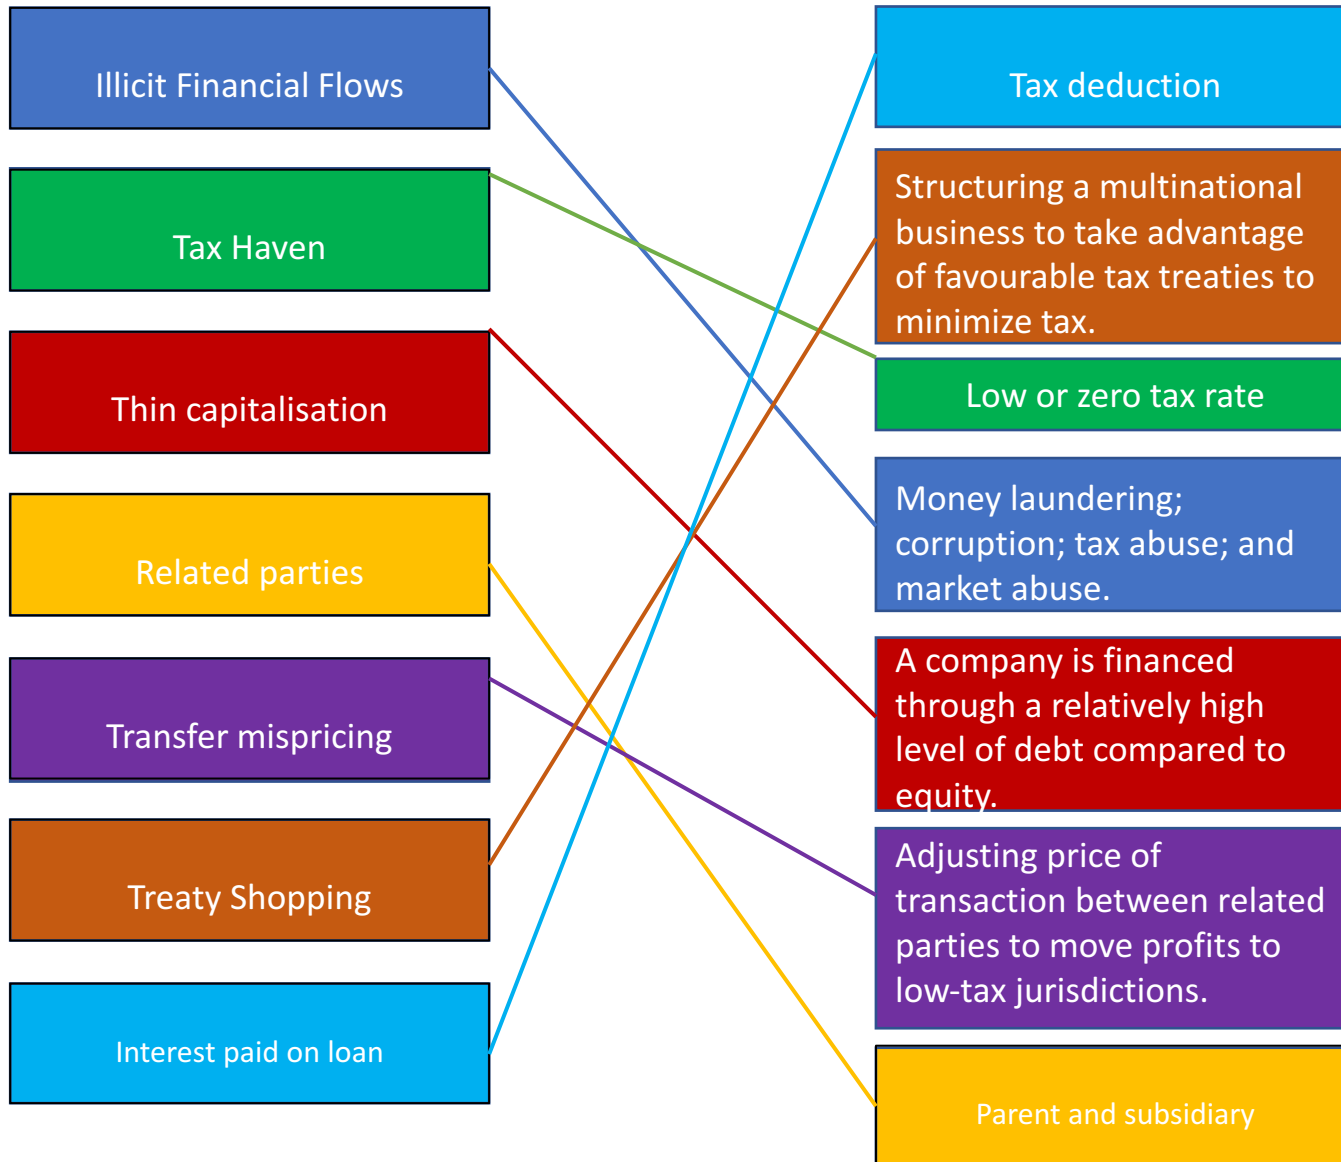 Illicit Financial Flows
Tax Haven
Thin capitalisation
Related parties
Transfer mispricing
Treaty Shopping
Interest paid on loan
Tax deduction
Structuring a multinational
business to take advantage
of favourable tax treaties to
minimize tax.
Low or zero tax rate
Money laundering;
corruption; tax abuse; and
market abuse.
A company is financed
through a relatively high
level of debt compared to
equity.
Adjusting price of
transaction between related
parties to move profits to
low-tax jurisdictions.
Parent and subsidiary